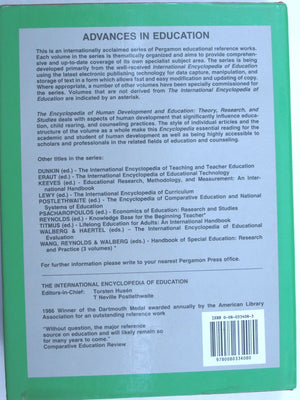 ADVANCES IN EDUCATION
This is an internationally acclaimed series of Pergamon educational reference works.
Each volume in the series is thematically organized and aims to provide comprehen-
sive and up-to-date coverage of its own specialist subject area. The series is being
developed primarily from the well-received International Encyclopedia of Education
using the latest electronic publishing technology for data capture, manipulation, and
storage of text in a form which allows fast and easy modification and updating of copy.
Where appropriate, a number of other volumes have been specially commissioned for
the series. Volumes that are not derived from The International Encyclopedia of
Education are indicated by an asterisk.
The Encyclopedia of Human Development and Education: Theory, Research, and
Studies deals with aspects of human development that significantly influence educa-
tion, child rearing, and counseling practices. The style of individual articles and the
structure of the volume as a whole make this Encyclopedia essential reading for the
academic and student of human development as well as being highly accessible to
scholars and professionals in the related fields of education and counseling.
Other titles in the series:
DUNKIN (ed.) - The International Encyclopedia of Teaching and Teacher Education
ERAUT (ed.) - The International Encyclopedia of Educational Technology
KEEVES (ed.) - Educational Research, Methodology, and Measurement: An Inter-
national Handbook
LEWY (ed.) - The International Encyclopedia of Curriculum
POSTLETHWAITE (ed.) - The Encyclopedia of Comparative Education and National
Systems of Education
PSACHAROPOULOS (ed.) - Economics of Education: Research and Studies
REYNOLDS (ed.) - Knowledge Base for the Beginning Teacher*
TITMUS (ed.) - Lifelong Education for Adults: An International Handbook
WALBERG & HAERTEL (eds.) - The International Encyclopedia of Educational
Evaluation
WANG, REYNOLDS & WALBERG (eds.) - Handbook of Special Education: Research
and Practice (3 volumes)*
For further information please write to your nearest Pergamon Press office.
THE INTERNATIONAL ENCYCLOPEDIA OF EDUCATION
Editors-in-Chief: Torsten Husén
T Neville Postlethwaite
1986 Winner of the Dartmouth Medal awarded annually by the American Library
Association for an outstanding reference work
"Without question, the major reference
source on education and will likely remain so
for many years to come."
Comparative Education Review
ISBN 0-08-033408-3
9780080334080